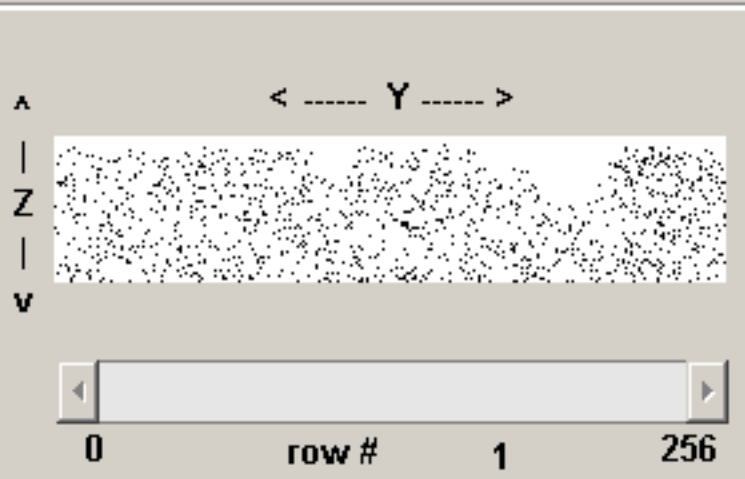 < ------ Y ------ >
^
|
Z
|
v
0 row # 1 256